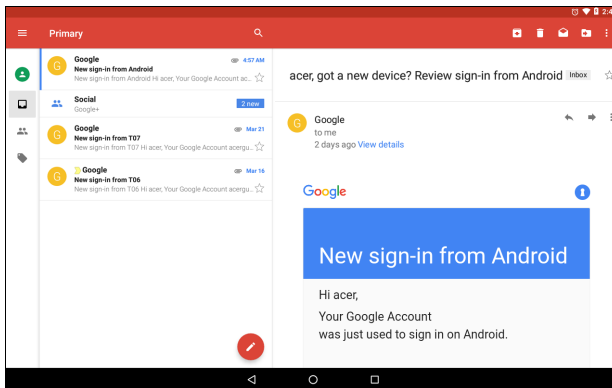 2:4
Primary
Google 4:57 AM
New sign-in from Android
New sign-in from Android Hi acer, Your Google Account ac...
Social 2 new
Google+
Google Mar 21
New sign-in from T07
New sign-in from T07 Hi acer, Your Google Account acergu...
Google Mar 16
New sign-in from T06
New sign-in from T06 Hi acer, Your Google Account acergu...
acer, got a new device? Review sign-in from Android Inbox
G Google
to me
2 days ago View details
Google
New sign-in from Android
Hi acer,
Your Google Account
was just used to sign in on Android.